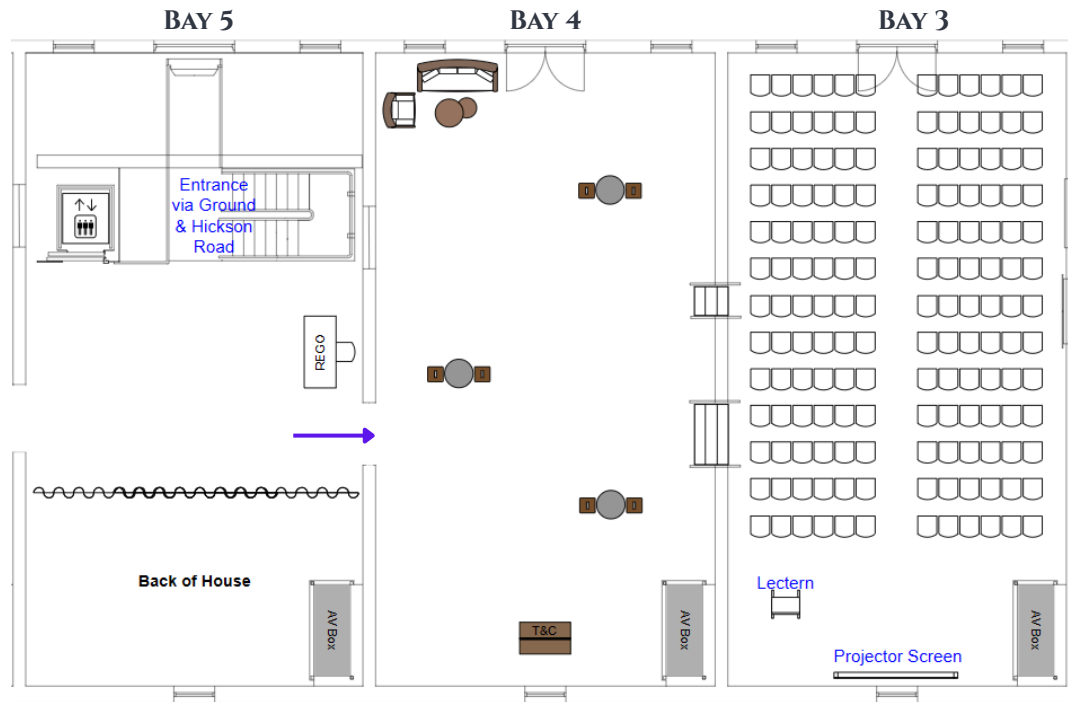 BAY 5
BAY 4
BAY 3
Entrance
via Ground
& Hickson
Road
REGO
Back of House
AV Box
T&C
AV Box
Lectern
Projector Screen
AV Box